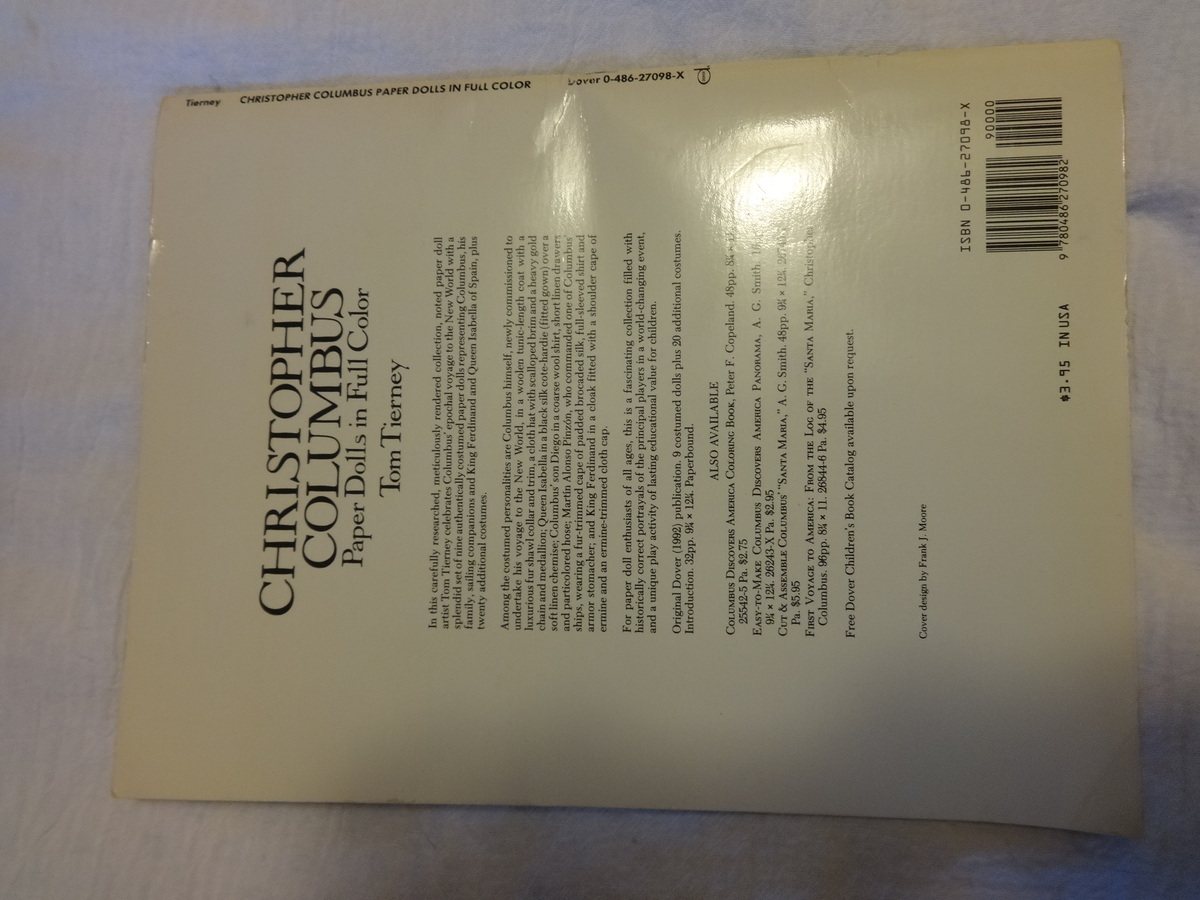 Tierney CHRISTOPHER COLUMBUS PAPER DOLLS IN FULL COLOR Dover 0-486-27098-X
CHRISTOPHER
COLUMBUS
Paper Dolls in Full Color
Tom Tierney
In this carefully researched, meticulously rendered collection, noted paper doll
artist Tom Tierney celebrates Columbus' epochal voyage to the New World with a
splendid set of nine authentically costumed paper dolls representing Columbus, his
family, sailing companions and King Ferdinand and Queen Isabella of Spain, plus
twenty additional costumes.
Among the costumed personalities are Columbus himself, newly commissioned to
undertake his voyage to the New World, in a woolen tunic-length coat with a
luxurious fur shawl collar and trim, a cloth hat with scalloped brim and a heavy gold
chain and medallion; Queen Isabella in a black silk cote-hardie (fitted gown) over a
soft linen chemise; Columbus' son Diego in a coarse wool shirt, short linen drawers
and particolored hose; Martín Alonso Pinzón, who commanded one of Columbus'
ships, wearing a fur-trimmed cape of padded brocaded silk, full-sleeved shirt and
armor stomacher; and King Ferdinand in a cloak fitted with a shoulder cape of
ermine and an ermine-trimmed cloth cap.
For paper doll enthusiasts of all ages, this is a fascinating collection filled with
historically correct portrayals of the principal players in a world-changing event,
and a unique play activity of lasting educational value for children.
Original Dover (1992) publication. 9 costumed dolls plus 20 additional costumes.
Introduction. 32pp. 9¼ × 12¼. Paperbound.
ALSO AVAILABLE
COLUMBUS DISCOVERS AMERICA COLORING BOOK, Peter F. Copeland. 48pp.
25542-5 Pa. $2.75
EASY-TO-MAKE COLUMBUS DISCOVERS AMERICA PANORAMA, A. G. Smith.
9¼ × 12¼. 26243-X Pa. $2.95
CUT & ASSEMBLE COLUMBUS' "SANTA MARIA," A. G. Smith. 48pp. 9¼ × 12¼.
Pa. $5.95
FIRST VOYAGE TO AMERICA: FROM THE LOG OF THE "SANTA MARIA," Christopher
Columbus. 96pp. 8¼ × 11. 26844-6 Pa. $4.95
Free Dover Children's Book Catalog available upon request.
Cover design by Frank J. Moore
ISBN 0-486-27098-X
90000
9 780486 270982
$3.95 IN USA